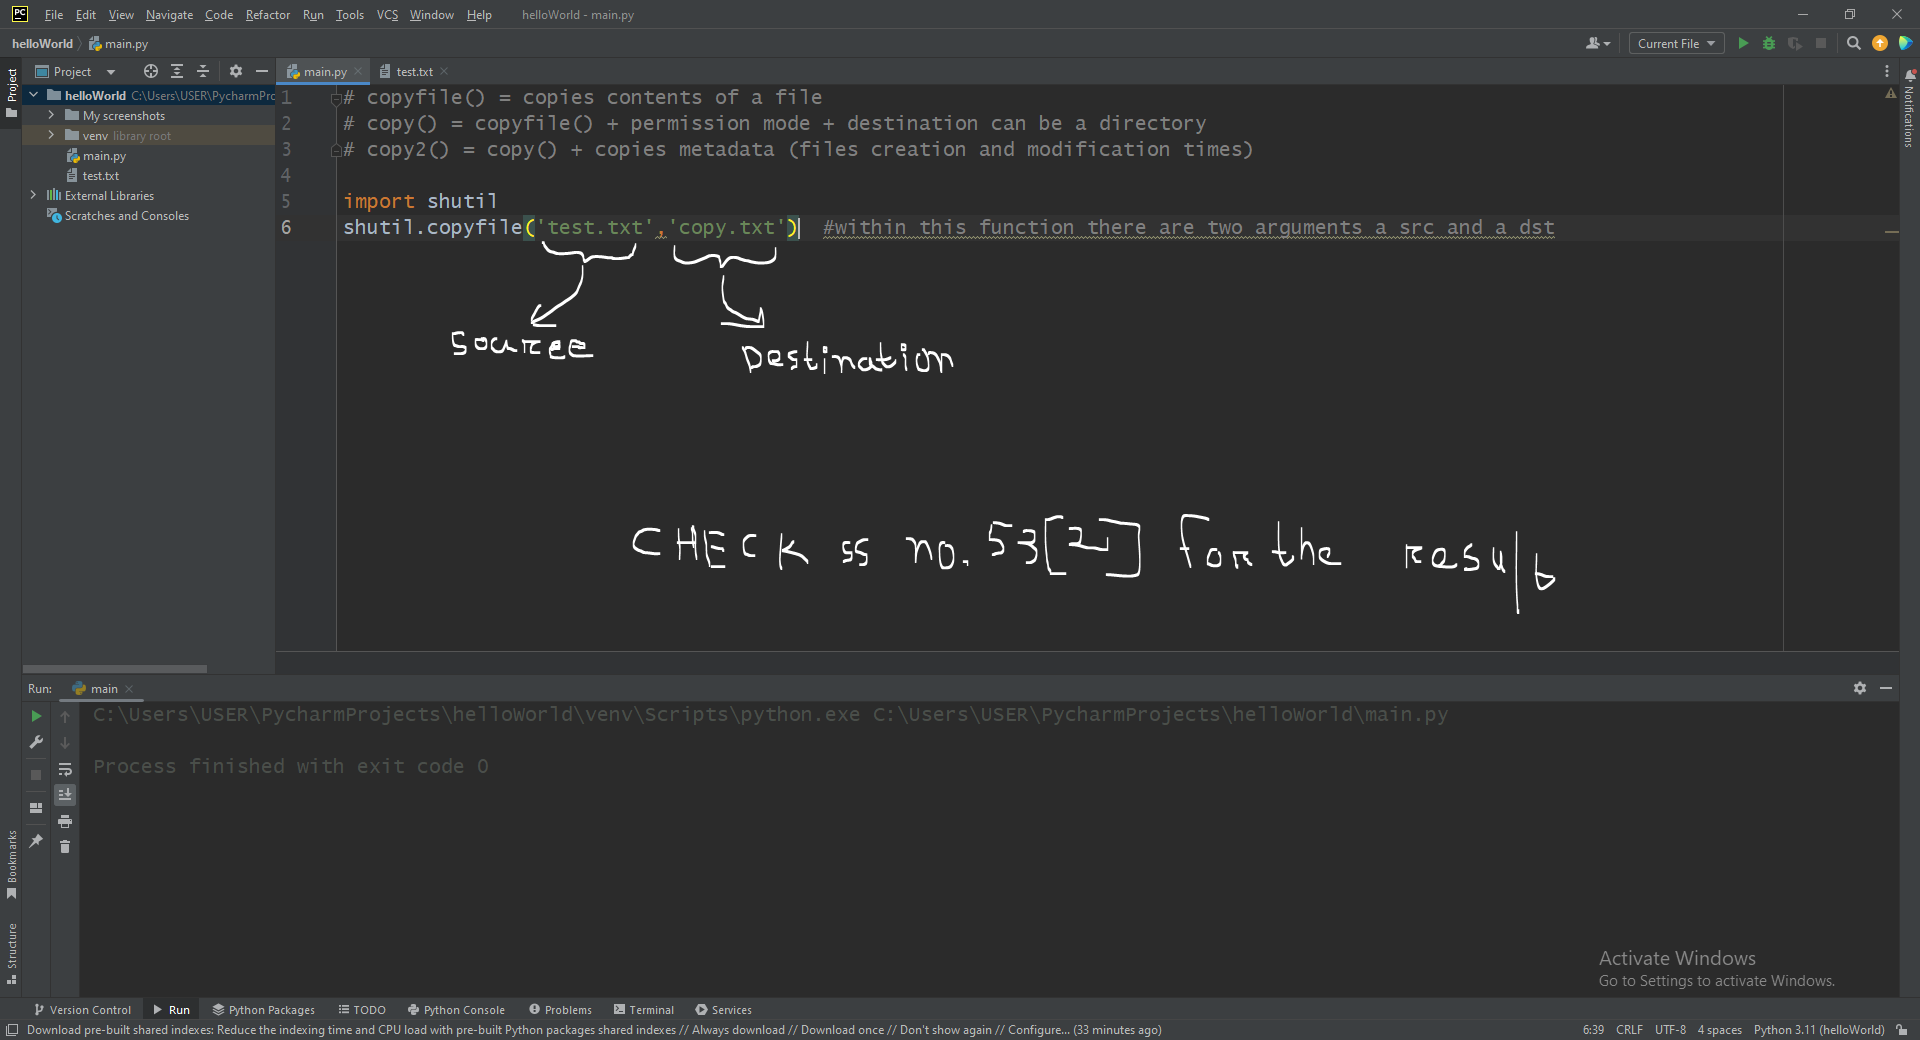 File Edit View Navigate Code Refactor Run Tools VCS Window Help helloWorld - main.py
helloWorld main.py Current File
Project main.py test.txt
Project
Notifications
helloWorld C:\Users\USER\PycharmPrc
My screenshots
venv library root
main.py
test.txt
External Libraries
Scratches and Consoles
1 # copyfile() = copies contents of a file
2 # copy() = copyfile() + permission mode + destination can be a directory
3 # copy2() = copy() + copies metadata (files creation and modification times)
4
5 import shutil
6 shutil.copyfile('test.txt','copy.txt') #within this function there are two arguments a src and a dst
Source
Destination
CHECK ss no. 53[2] For the result
Run: main
C:\Users\USER\PycharmProjects\helloWorld\venv\Scripts\python.exe C:\Users\USER\PycharmProjects\helloWorld\main.py
Process finished with exit code 0
Bookmarks
Structure
Activate Windows
Go to Settings to activate Windows.
Version Control Run Python Packages TODO Python Console Problems Terminal Services
Download pre-built shared indexes: Reduce the indexing time and CPU load with pre-built Python packages shared indexes // Always download // Download once // Don't show again // Configure... (33 minutes ago) 6:39 CRLF UTF-8 4 spaces Python 3.11 (helloWorld)